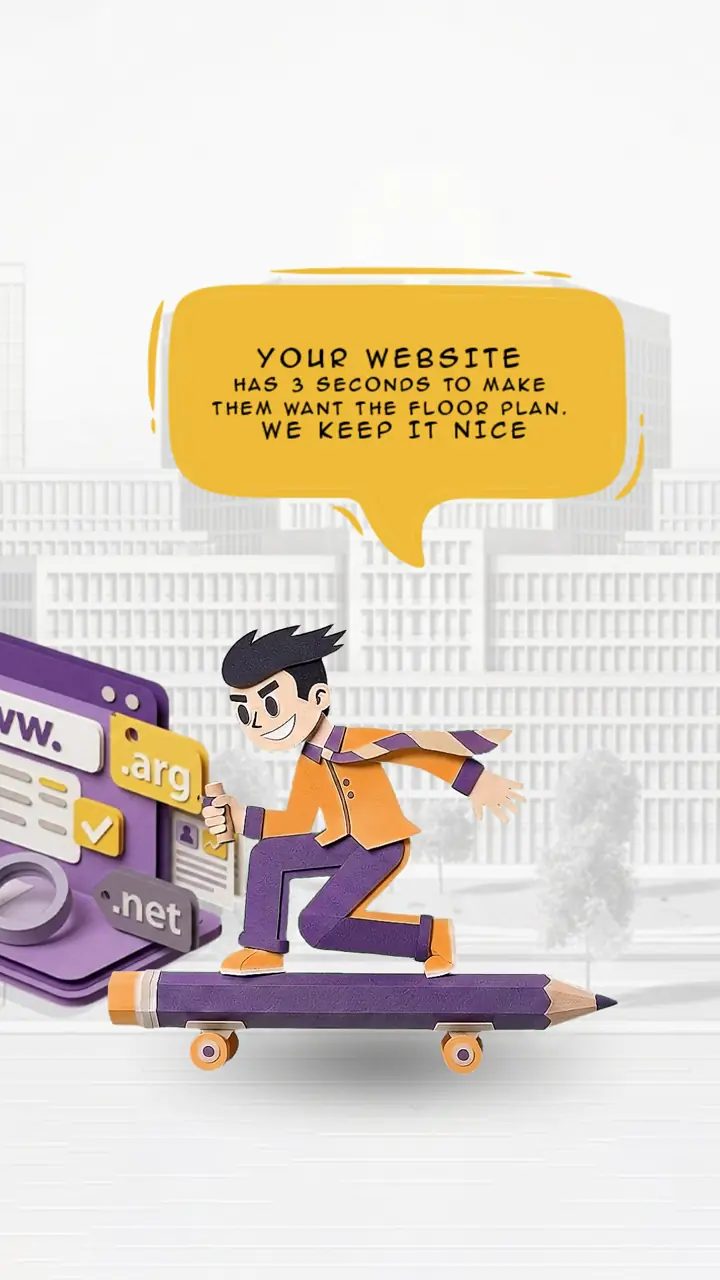 YOUR WEBSITE
HAS 3 SECONDS TO MAKE
THEM WANT THE FLOOR PLAN.
WE KEEP IT NICE
ww.
.arg
.net